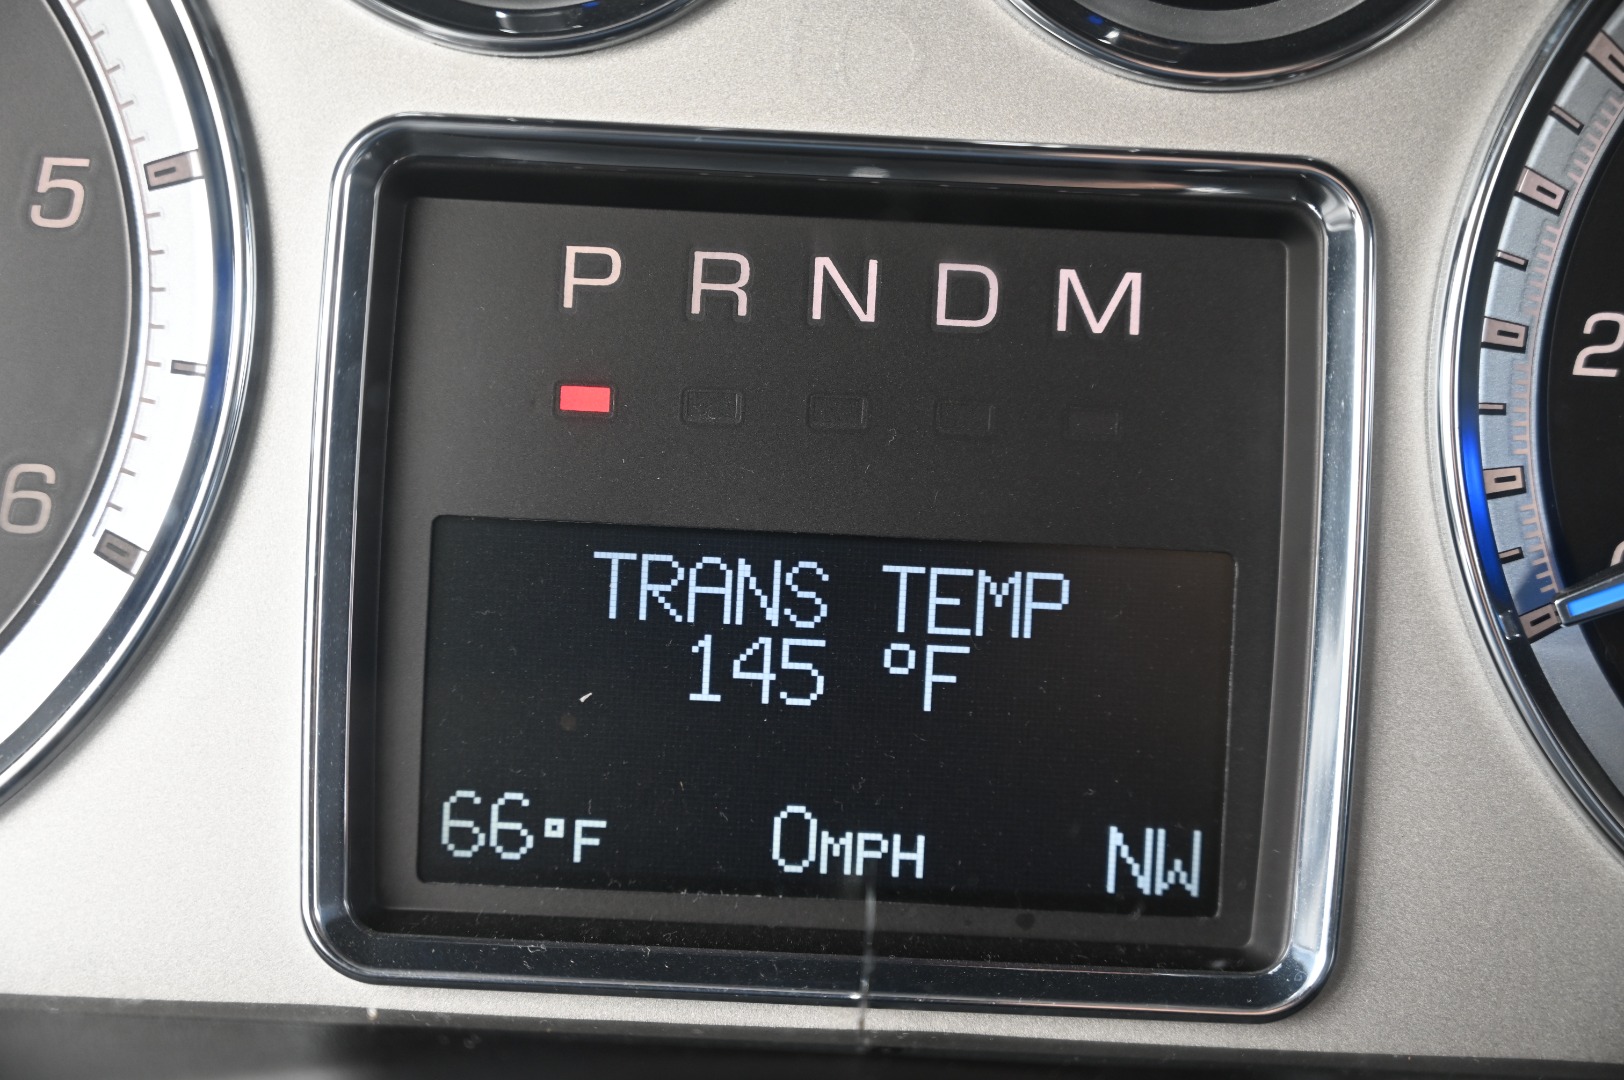 5
6
P R N D M
TRANS TEMP
145 °F
66°F 0MPH NW
2